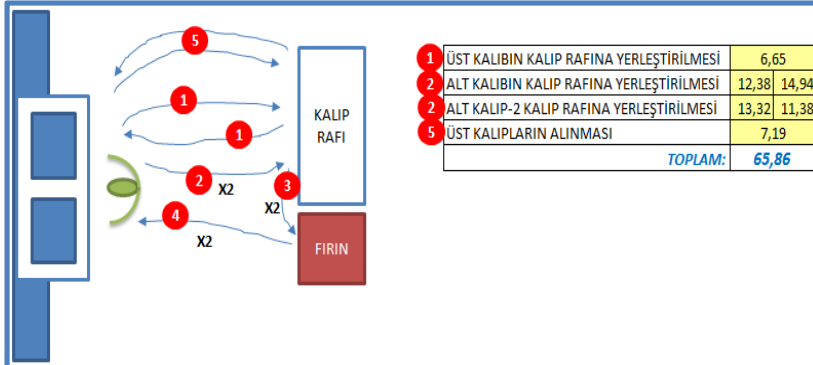 5
1
1
2
X2
3
X2
4
X2
KALIP
RAFI
FIRIN
1 ÜST KALIBIN KALIP RAFINA YERLEŞTİRİLMESİ 6,65
2 ALT KALIBIN KALIP RAFINA YERLEŞTİRİLMESİ 12,38 14,94
2 ALT KALIP-2 KALIP RAFINA YERLEŞTİRİLMESİ 13,32 11,38
5 ÜST KALIPLARIN ALINMASI 7,19
TOPLAM: 65,86